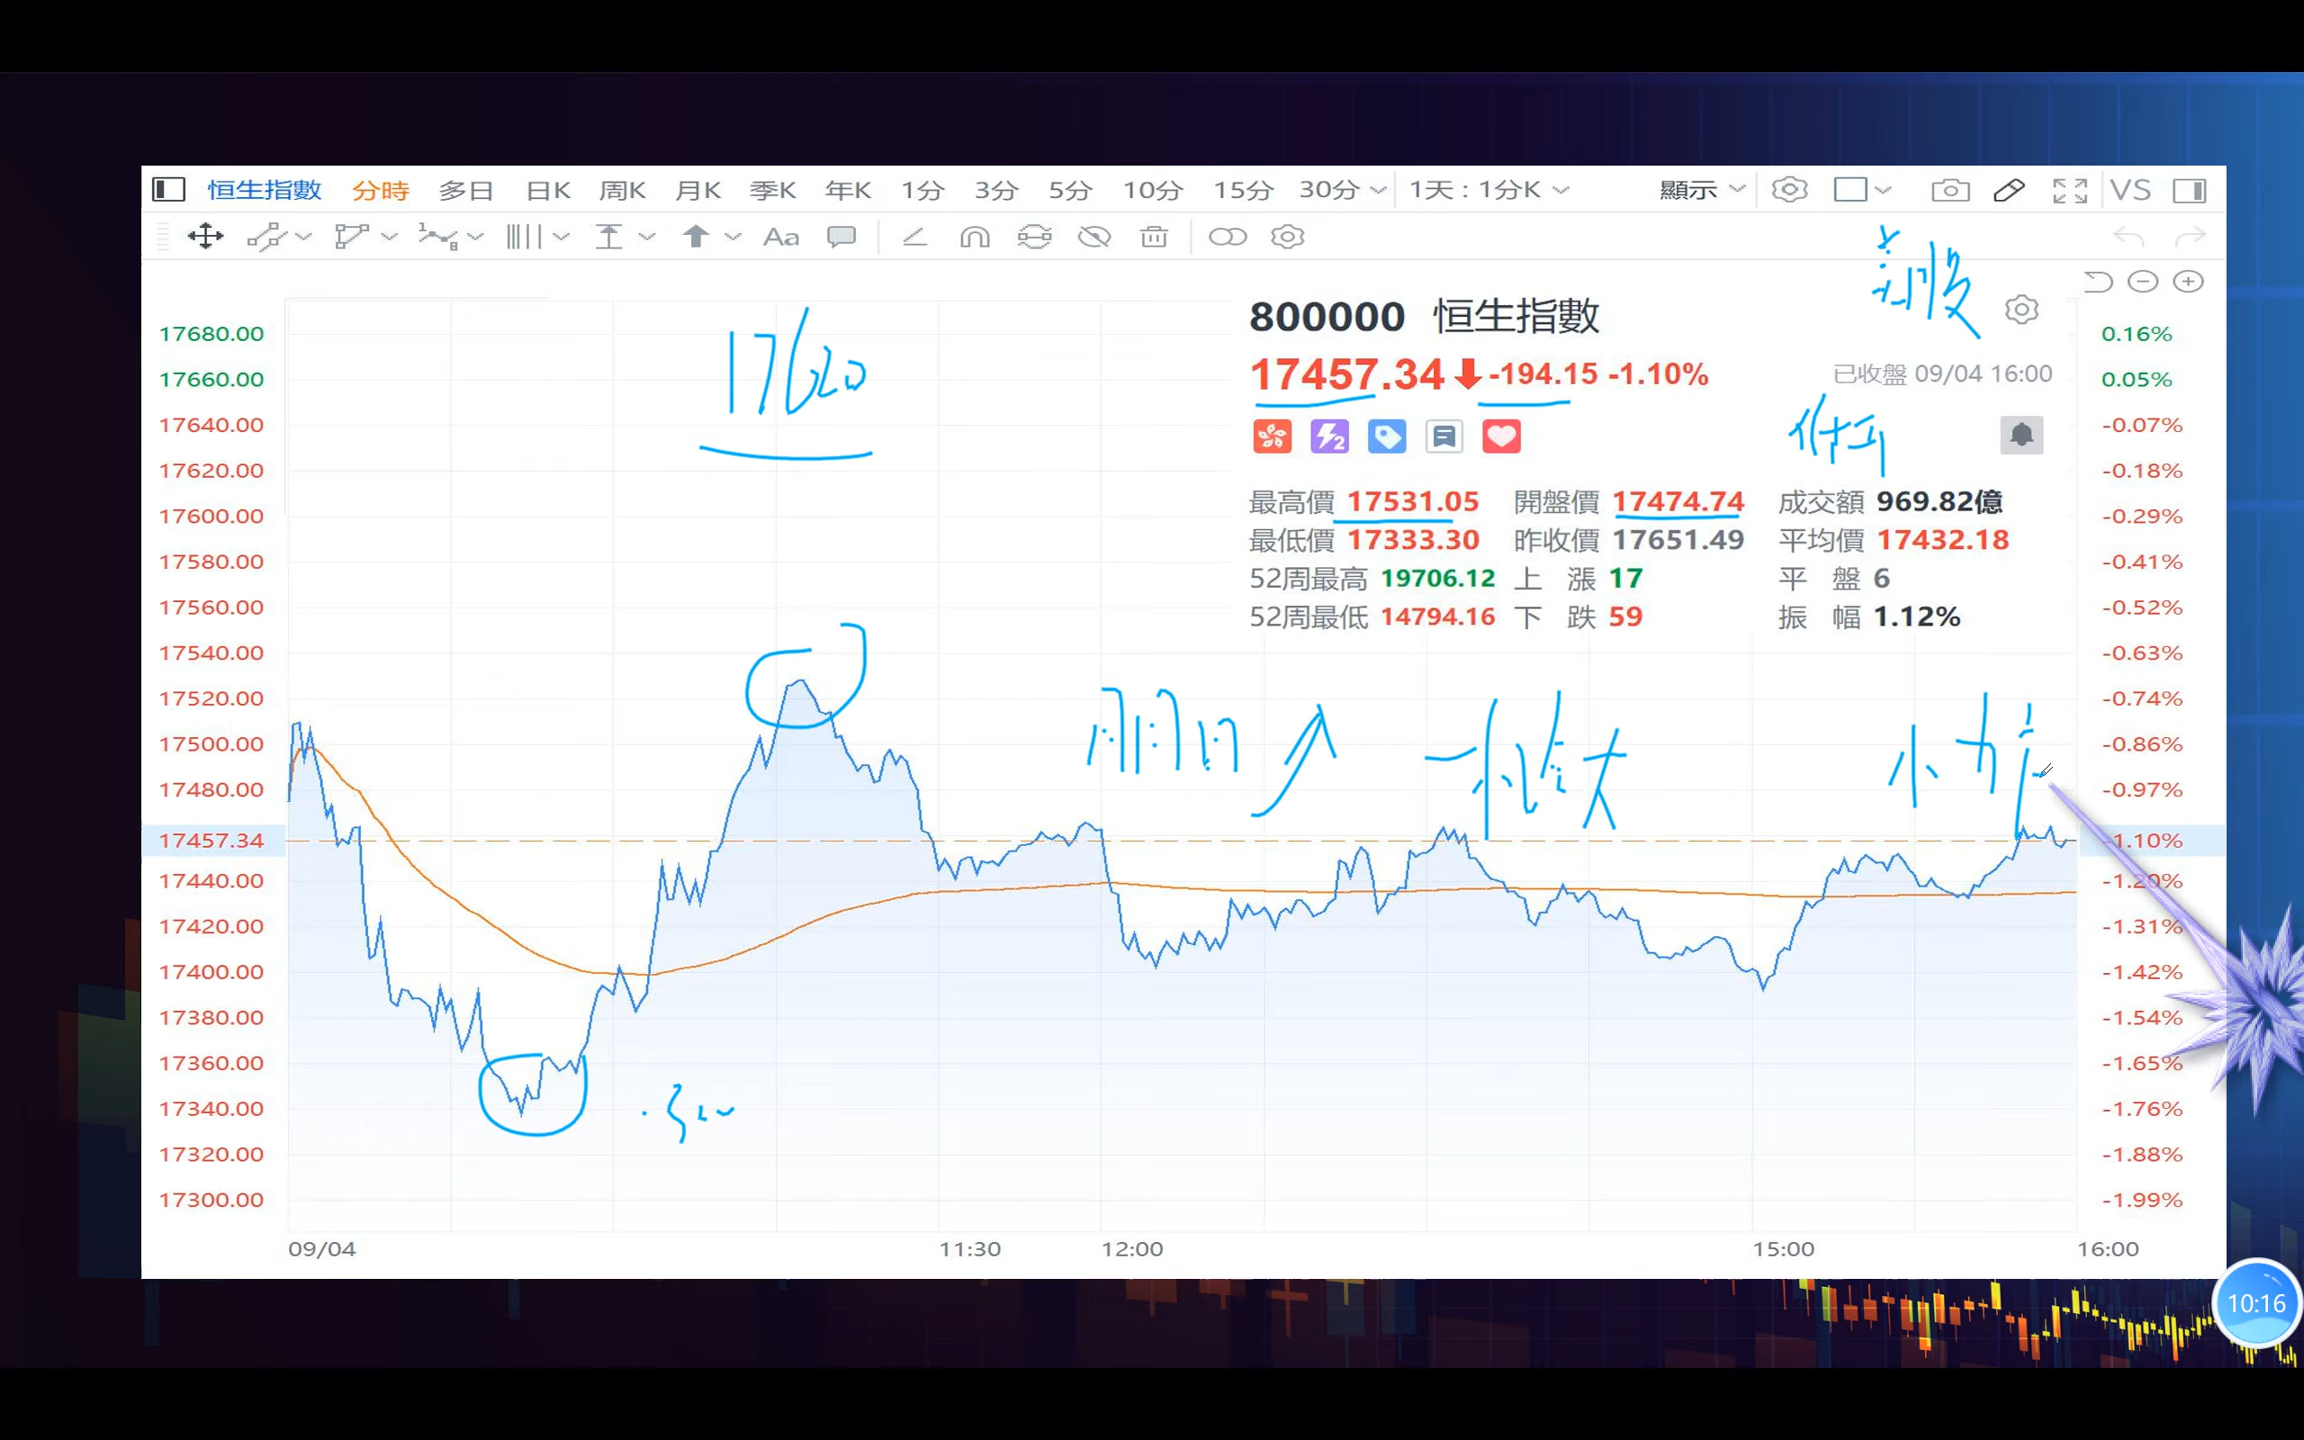 恒生指數 分時 多日 日K 周K 月K 季K 年K 1分 3分 5分 10分 15分 30分 1天 : 1分K 顯示 VS
Aa
800000 恒生指數
17457.34 -194.15 -1.10% 已收盤 09/04 16:00
最高價 17531.05 開盤價 17474.74 成交額 969.82億
最低價 17333.30 昨收價 17651.49 平均價 17432.18
52周最高 19706.12 上 漲 17 平 盤 6
52周最低 14794.16 下 跌 59 振 幅 1.12%
17620
17680.00 0.16%
17660.00 0.05%
17640.00 -0.07%
17620.00 -0.18%
17600.00 -0.29%
17580.00 -0.41%
17560.00 -0.52%
17540.00 -0.63%
17520.00 -0.74%
17500.00 -0.86%
17480.00 -0.97%
17457.34 -1.10%
17440.00 -1.20%
17420.00 -1.31%
17400.00 -1.42%
17380.00 -1.54%
17360.00 -1.65%
17340.00 -1.76%
17320.00 -1.88%
17300.00 -1.99%
09/04 11:30 12:00 15:00 16:00
10:16